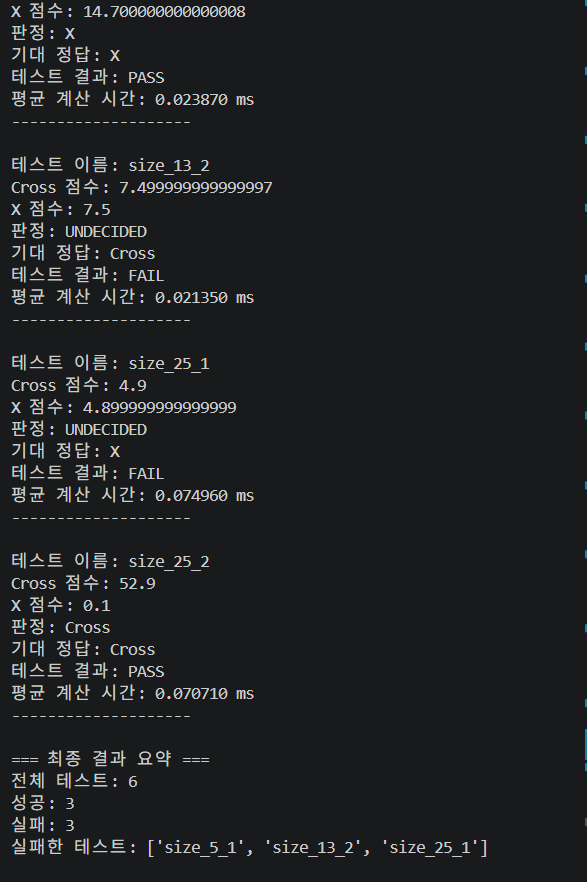 X 점수: 14.700000000000008
판정: X
기대 정답: X
테스트 결과: PASS
평균 계산 시간: 0.023870 ms
--------------------
테스트 이름: size_13_2
Cross 점수: 7.499999999999997
X 점수: 7.5
판정: UNDECIDED
기대 정답: Cross
테스트 결과: FAIL
평균 계산 시간: 0.021350 ms
--------------------
테스트 이름: size_25_1
Cross 점수: 4.9
X 점수: 4.899999999999999
판정: UNDECIDED
기대 정답: X
테스트 결과: FAIL
평균 계산 시간: 0.074960 ms
--------------------
테스트 이름: size_25_2
Cross 점수: 52.9
X 점수: 0.1
판정: Cross
기대 정답: Cross
테스트 결과: PASS
평균 계산 시간: 0.070710 ms
--------------------
=== 최종 결과 요약 ===
전체 테스트: 6
성공: 3
실패: 3
실패한 테스트: ['size_5_1', 'size_13_2', 'size_25_1']